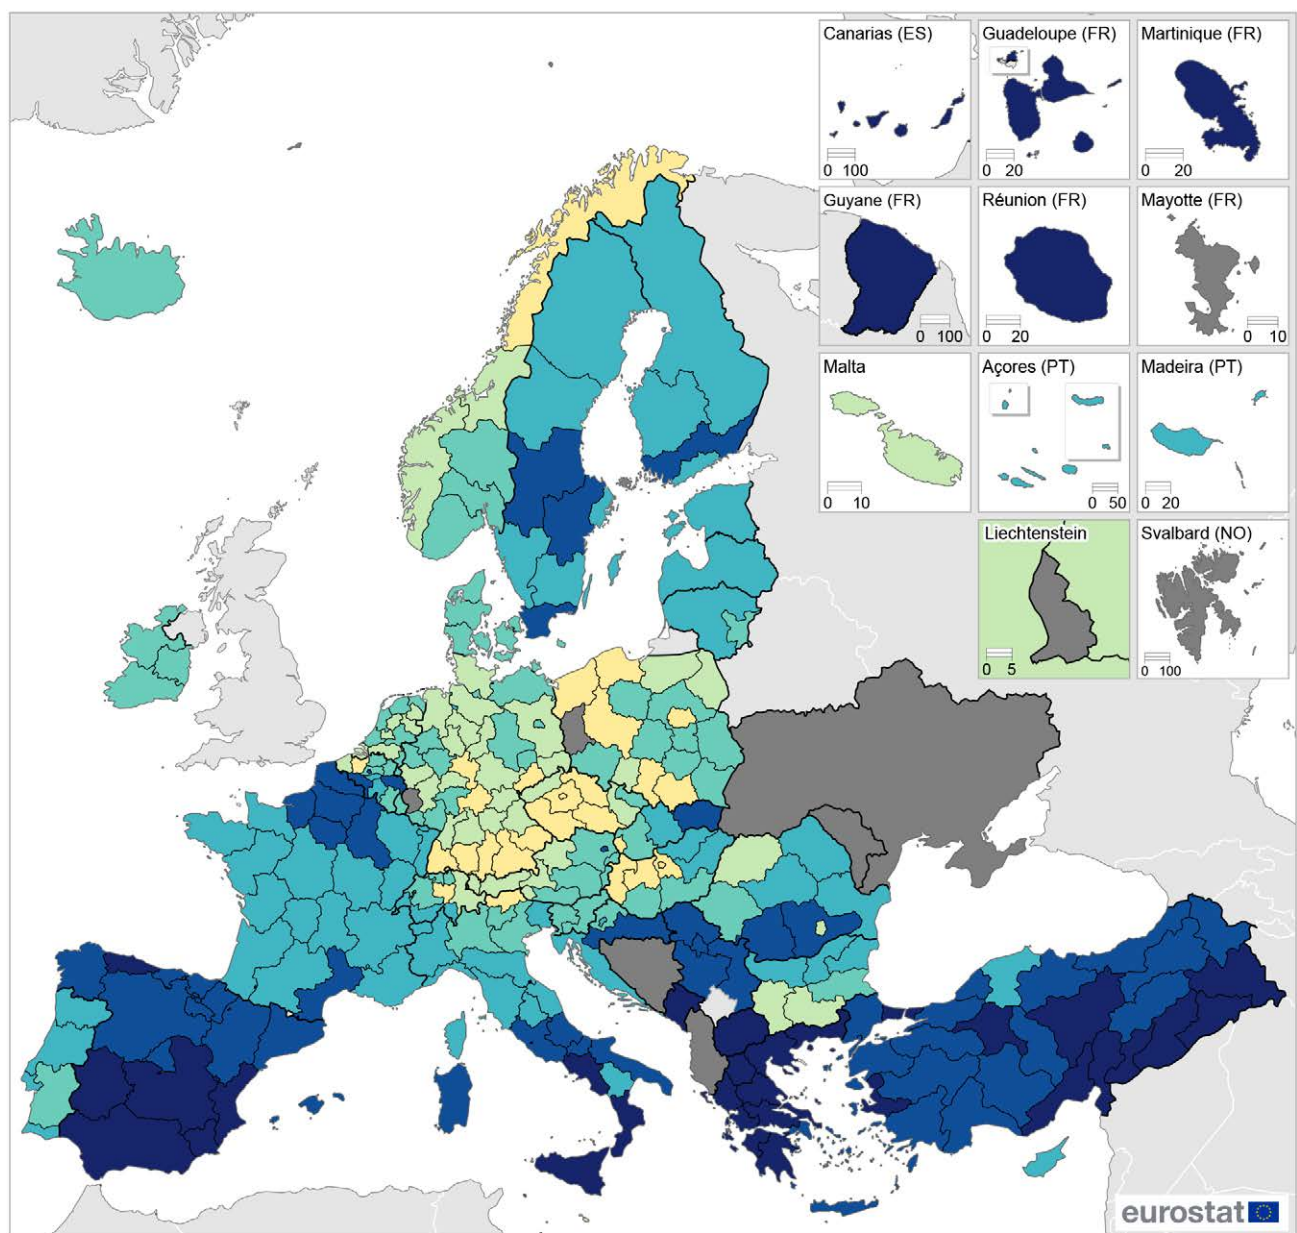 Canarias (ES)
0 100
Guadeloupe (FR)
0 20
Martinique (FR)
0 20
Guyane (FR)
0 100
Réunion (FR)
0 20
Mayotte (FR)
0 10
Malta
0 10
Açores (PT)
0 50
Madeira (PT)
0 20
Liechtenstein
0 5
Svalbard (NO)
0 100
eurostat